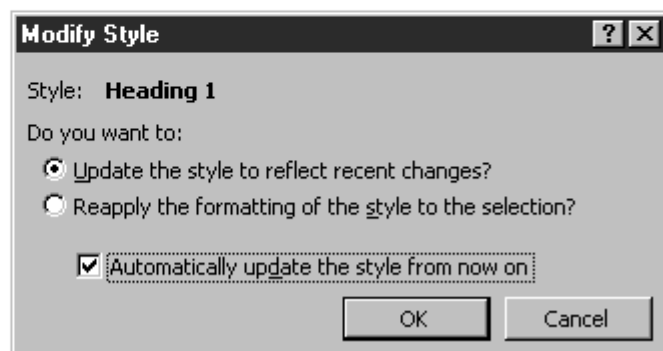 Modify Style
Style: Heading 1
Do you want to:
Update the style to reflect recent changes?
Reapply the formatting of the style to the selection?
Automatically update the style from now on
OK Cancel